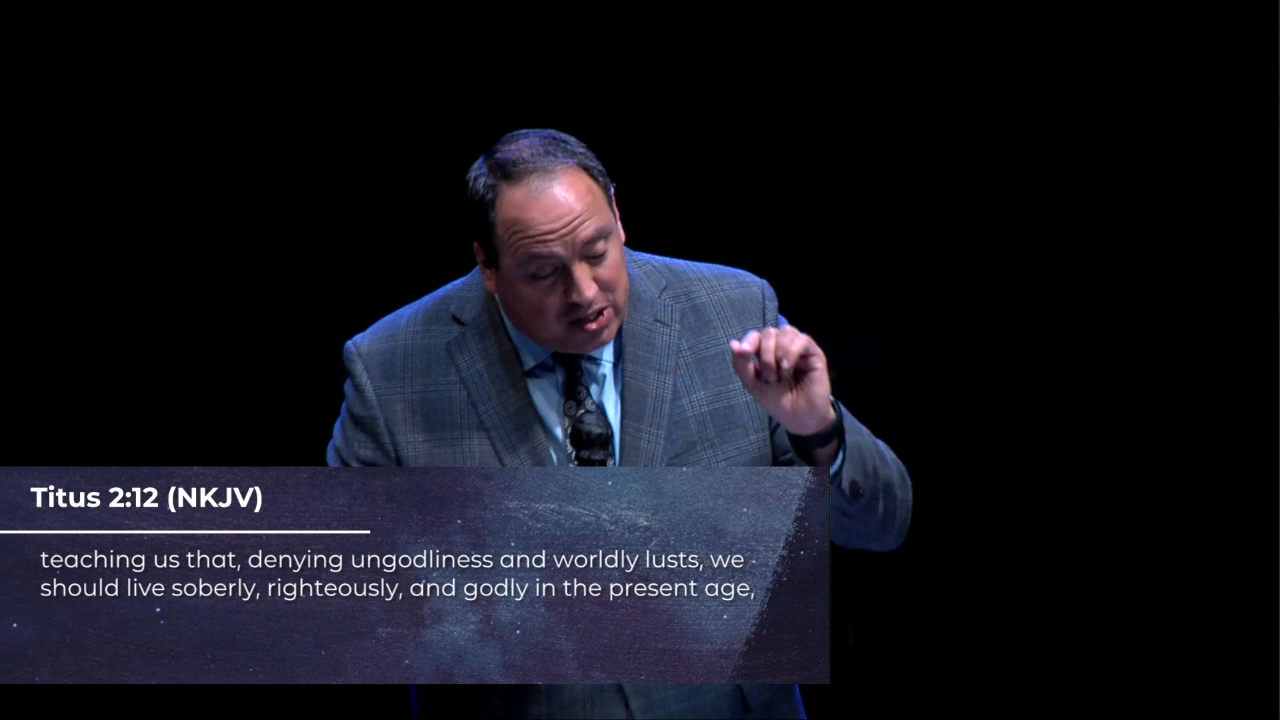 Titus 2:12 (NKJV)
teaching us that, denying ungodliness and worldly lusts, we
should live soberly, righteously, and godly in the present age,